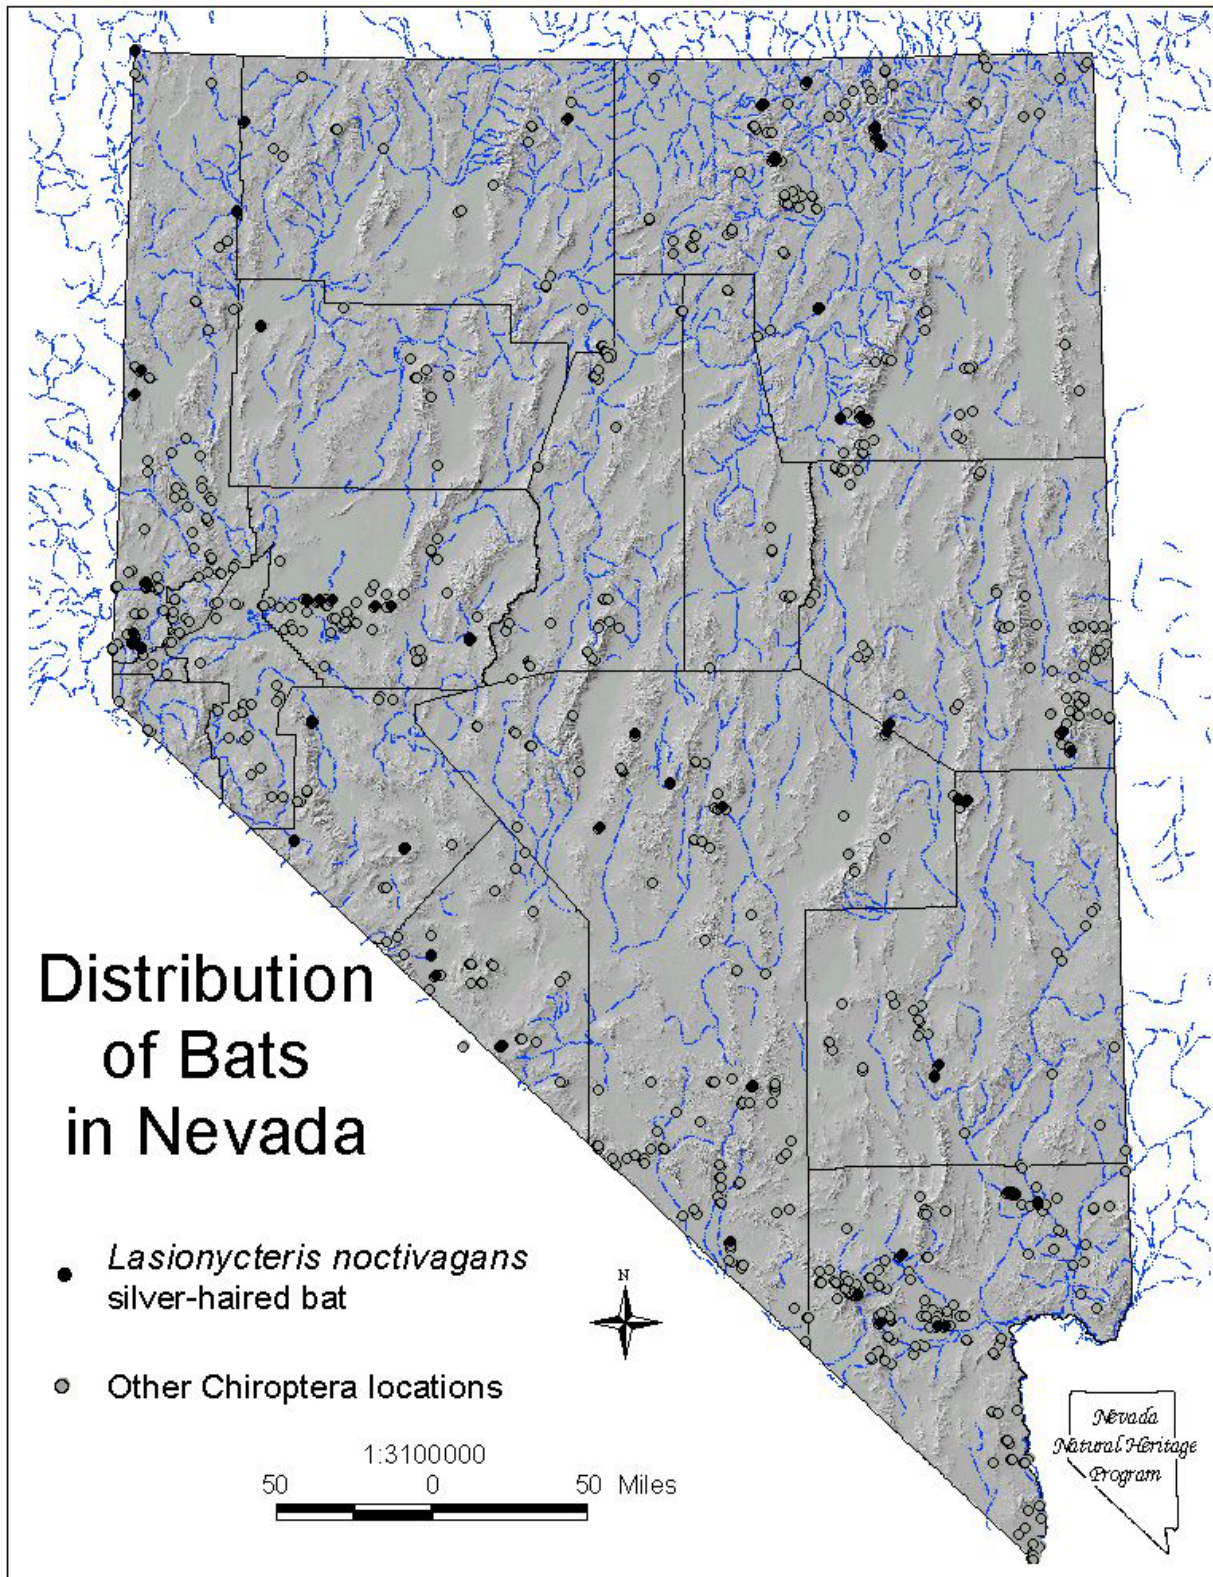 Distribution
of Bats
in Nevada
Lasionycteris noctivagans
silver-haired bat
Other Chiroptera locations
N
1:3100000
50 0 50 Miles
Nevada
Natural Heritage
Program